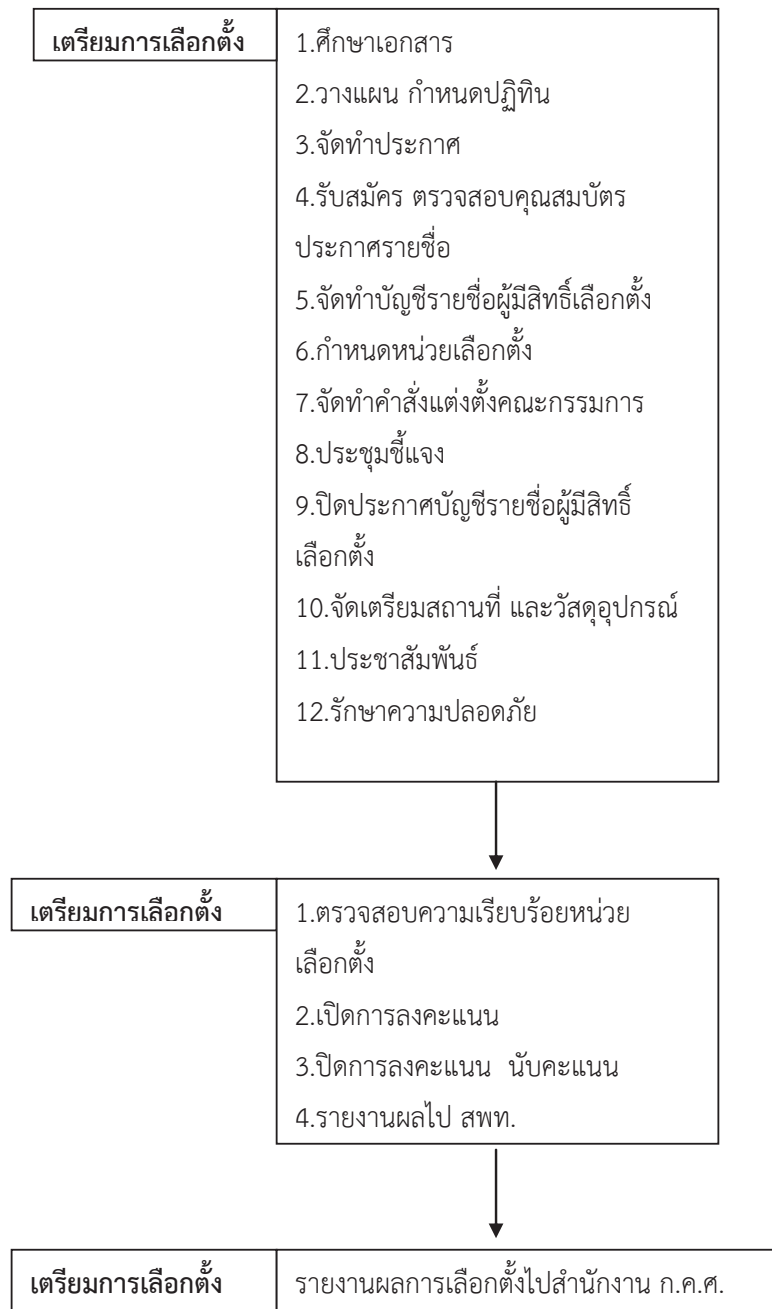 เตรียมการเลือกตั้ง
1.ศึกษาเอกสาร
2.วางแผน กำหนดปฏิทิน
3.จัดทำประกาศ
4.รับสมัคร ตรวจสอบคุณสมบัตร
ประกาศรายชื่อ
5.จัดทำบัญชีรายชื่อผู้มีสิทธิ์เลือกตั้ง
6.กำหนดหน่วยเลือกตั้ง
7.จัดทำคำสั่งแต่งตั้งคณะกรรมการ
8.ประชุมชี้แจง
9.ปิดประกาศบัญชีรายชื่อผู้มีสิทธิ์
เลือกตั้ง
10.จัดเตรียมสถานที่ และวัสดุอุปกรณ์
11.ประชาสัมพันธ์
12.รักษาความปลอดภัย
เตรียมการเลือกตั้ง
1.ตรวจสอบความเรียบร้อยหน่วย
เลือกตั้ง
2.เปิดการลงคะแนน
3.ปิดการลงคะแนน นับคะแนน
4.รายงานผลไป สพท.
เตรียมการเลือกตั้ง
รายงานผลการเลือกตั้งไปสำนักงาน ก.ค.ศ.